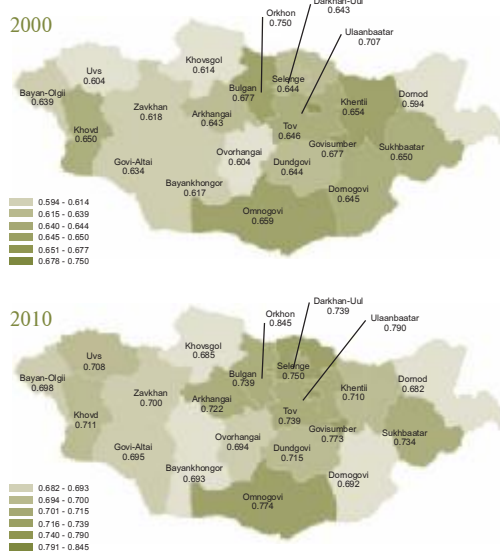 2000
Orkhon
0.750
Darkhan-Uul
0.643
Ulaanbaatar
0.707
Khovsgol
0.614
Uvs
0.604
Bayan-Olgii
0.639
Bulgan
0.677
Selenge
0.644
Domod
0.594
Zavkhan
0.618
Arkhangai
0.643
Khentii
0.654
Khovd
0.650
Tov
0.646
Govisumber
0.677
Sukhbaatar
0.650
Ovorhangai
0.604
Govi-Altai
0.634
Dundgovi
0.644
Bayankhongor
0.617
Domogovi
0.645
Omnogovi
0.659
0.594 - 0.614
0.615 - 0.639
0.640 - 0.644
0.645 - 0.650
0.651 - 0.677
0.678 - 0.750
2010
Orkhon
0.845
Darkhan-Uul
0.739
Ulaanbaatar
0.790
Khovsgol
0.685
Uvs
0.708
Bayan-Olgii
0.698
Bulgan
0.739
Selenge
0.750
Domod
0.682
Zavkhan
0.700
Arkhangai
0.722
Khentii
0.710
Khovd
0.711
Tov
0.739
Govisumber
0.773
Sukhbaatar
0.734
Ovorhangai
0.694
Govi-Altai
0.695
Dundgovi
0.715
Bayankhongor
0.693
Domogovi
0.692
Omnogovi
0.774
0.682 - 0.693
0.694 - 0.700
0.701 - 0.715
0.716 - 0.739
0.740 - 0.790
0.791 - 0.845